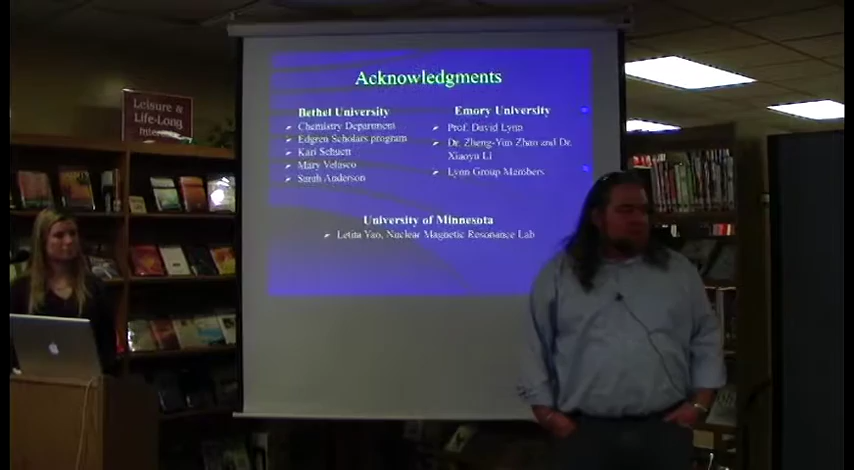 Leisure &
Life-Long
Acknowledgments
Bethel University
Chemistry Department
Edgren Scholars program
Kari Schuett
Mary Velasco
Sarah Anderson
Emory University
Prof. David Lynn
Dr. Zheng-Yun Zhao and Dr.
Xiaoyu Li
Lynn Group Members
University of Minnesota
Letitia Yao, Nuclear Magnetic Resonance Lab